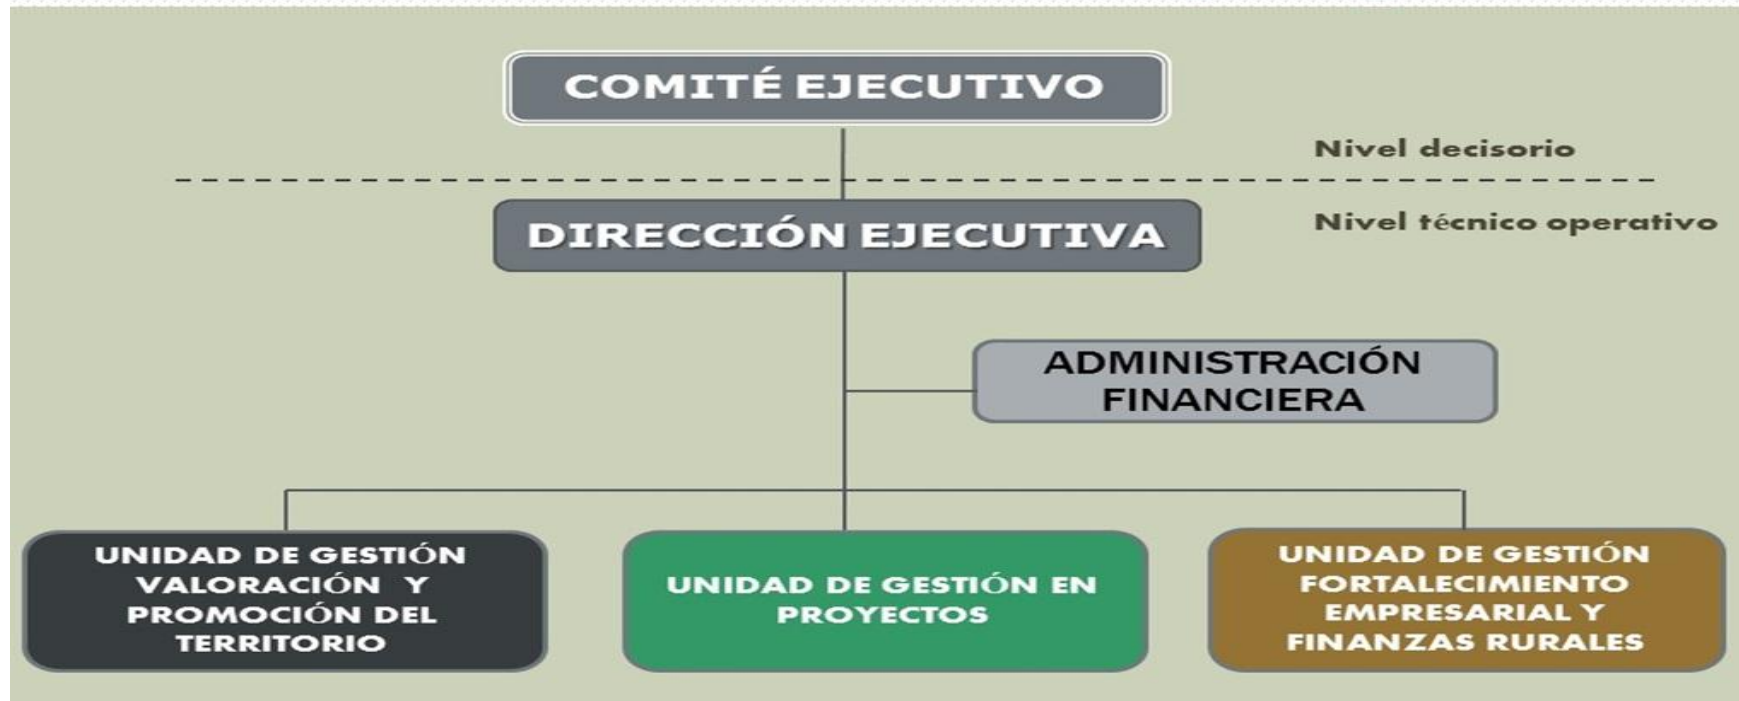 COMITÉ EJECUTIVO
Nivel decisorio
Nivel técnico operativo
DIRECCIÓN EJECUTIVA
ADMINISTRACIÓN
FINANCIERA
UNIDAD DE GESTIÓN
VALORACIÓN Y
PROMOCIÓN DEL
TERRITORIO
UNIDAD DE GESTIÓN EN
PROYECTOS
UNIDAD DE GESTIÓN
FORTALECIMIENTO
EMPRESARIAL Y
FINANZAS RURALES